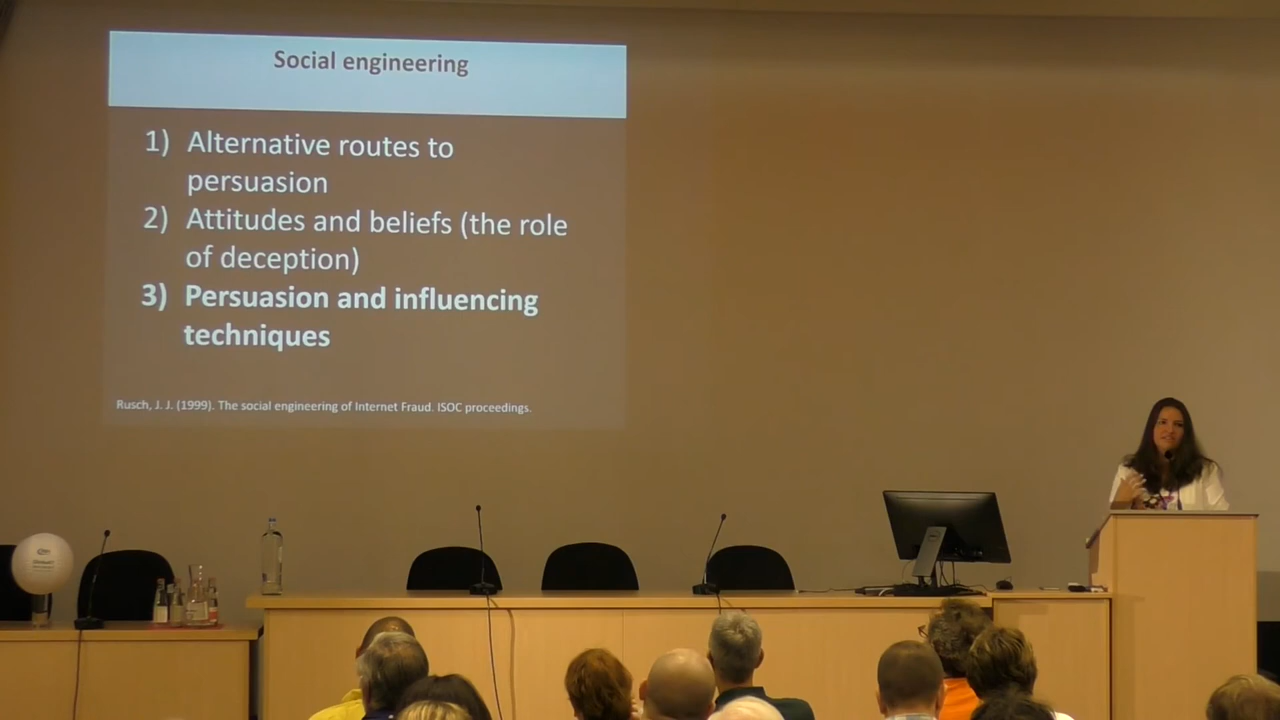 Social engineering
1) Alternative routes to
persuasion
2) Attitudes and beliefs (the role
of deception)
3) Persuasion and influencing
techniques
Rusch, J. J. (1999). The social engineering of Internet Fraud. ISOC proceedings.